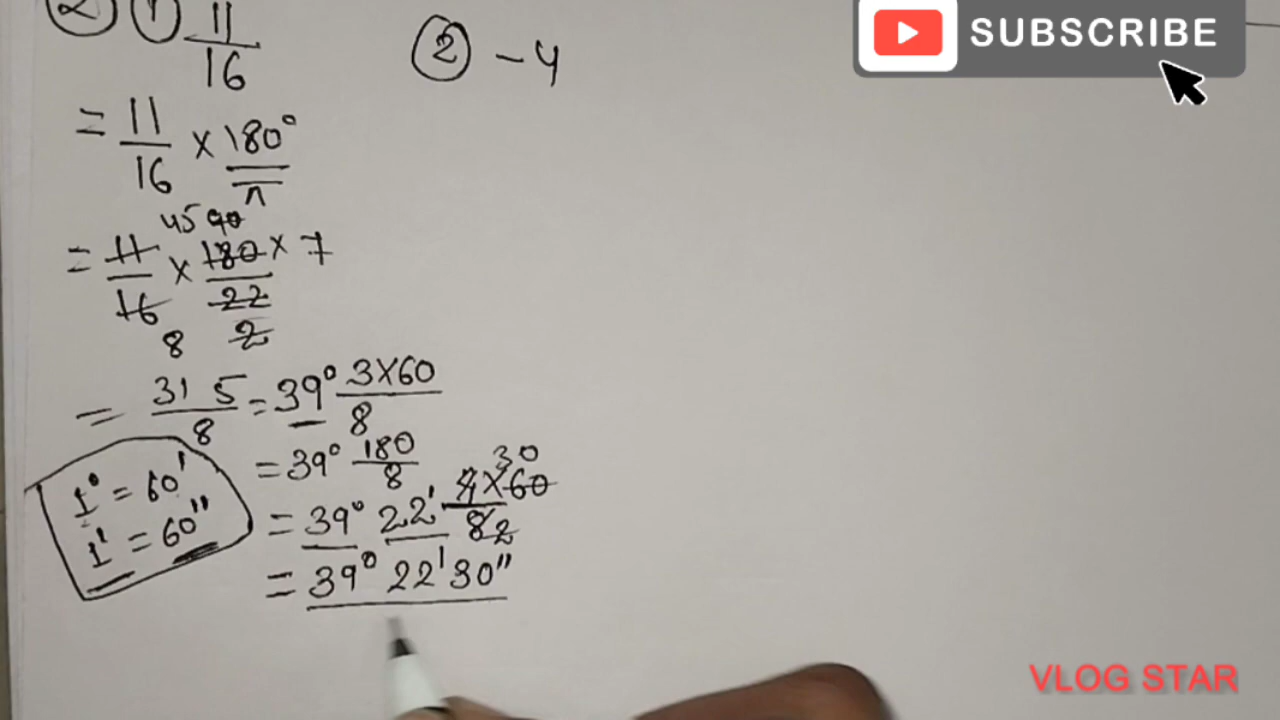 ② ① 11/16
= 11/16 × 180°/π
45 90
= 11/16 × 180/22 × 7
8 2
= 315/8 = 39° 3×60/8
= 39° 180/8
30
= 39° 22' 4×60/8 2
= 39° 22' 30"
1° = 60'
1' = 60"
② - 4
SUBSCRIBE
VLOG STAR